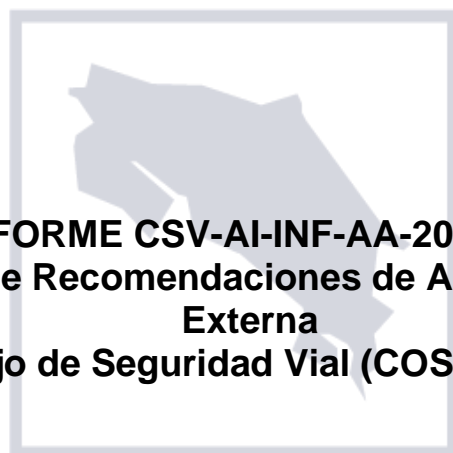 FORME CSV-AI-INF-AA-20
e Recomendaciones de A
Externa
jo de Seguridad Vial (COS